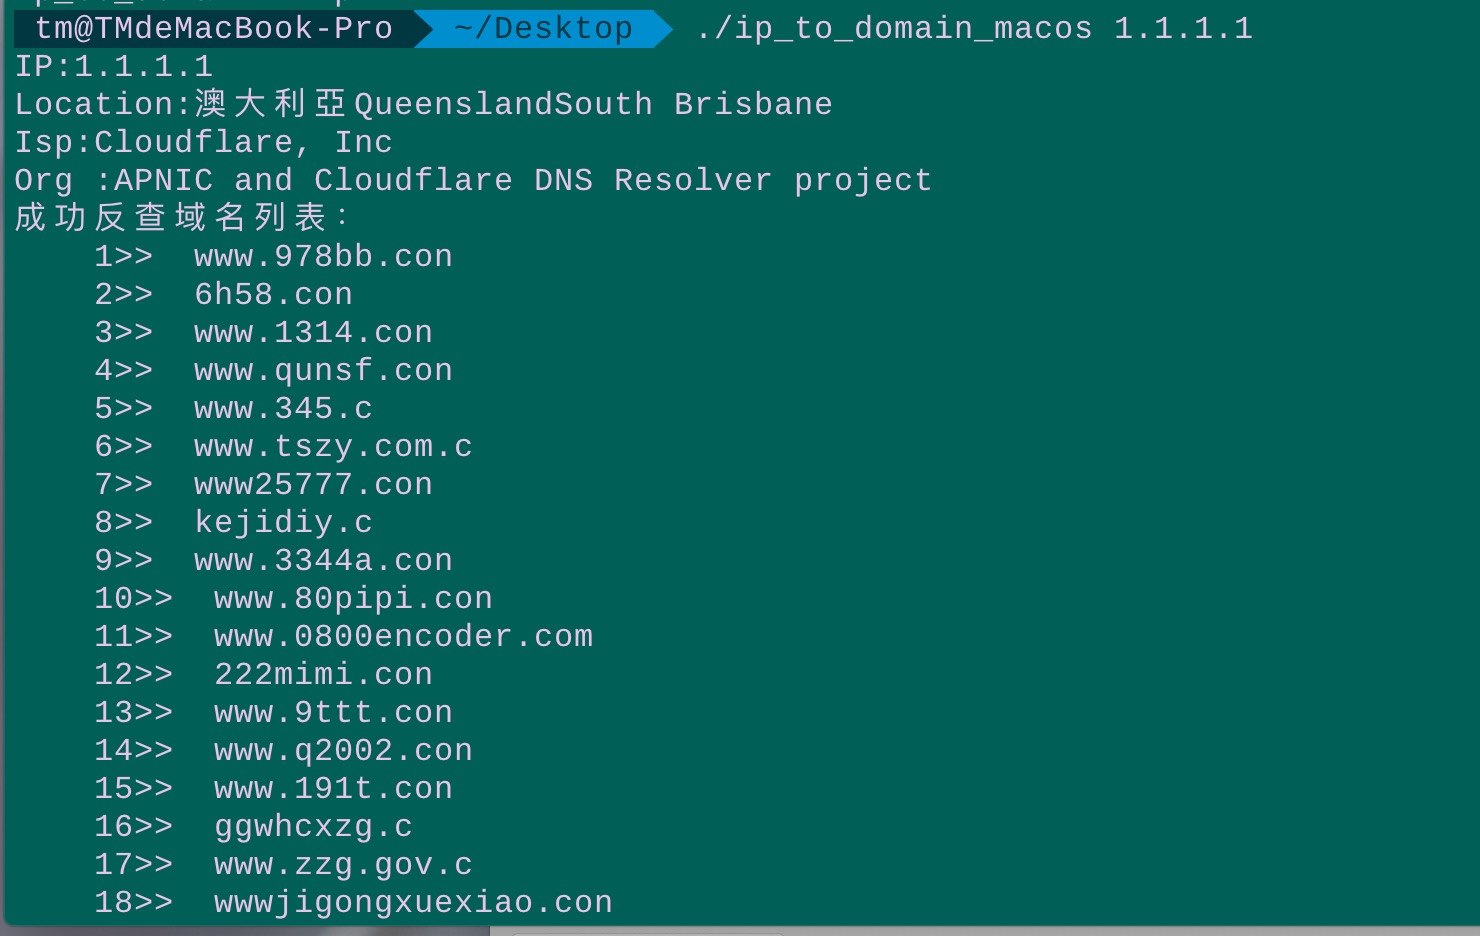 tm@TMdeMacBook-Pro ~/Desktop ./ip_to_domain_macos 1.1.1.1
IP:1.1.1.1
Location:澳大利亞QueenslandSouth Brisbane
Isp:Cloudflare, Inc
Org :APNIC and Cloudflare DNS Resolver project
成功反查域名列表：
1>> www.978bb.con
2>> 6h58.con
3>> www.1314.con
4>> www.qunsf.con
5>> www.345.c
6>> www.tszy.com.c
7>> www25777.con
8>> kejidiy.c
9>> www.3344a.con
10>> www.80pipi.con
11>> www.0800encoder.com
12>> 222mimi.con
13>> www.9ttt.con
14>> www.q2002.con
15>> www.191t.con
16>> ggwhcxzg.c
17>> www.zzg.gov.c
18>> wwwjigongxuexiao.con